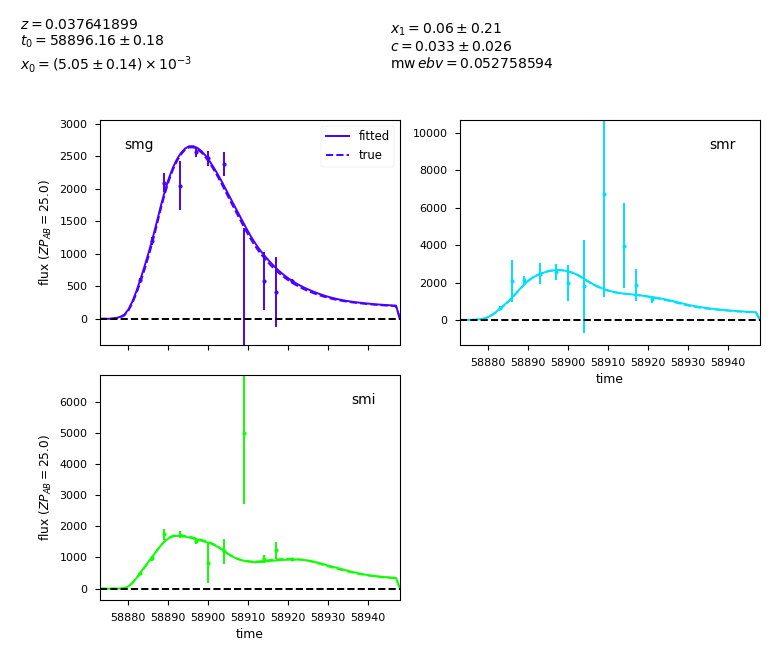 z = 0.037641899
t₀ = 58896.16 ± 0.18
x₀ = (5.05 ± 0.14) × 10⁻³
x₁ = 0.06 ± 0.21
c = 0.033 ± 0.026
mw ebv = 0.052758594
smg
fitted
true
3000
2500
2000
1500
1000
500
0
flux (ZP_AB = 25.0)
smr
10000
8000
6000
4000
2000
0
58880 58890 58900 58910 58920 58930 58940
time
smi
6000
5000
4000
3000
2000
1000
0
flux (ZP_AB = 25.0)
58880 58890 58900 58910 58920 58930 58940
time